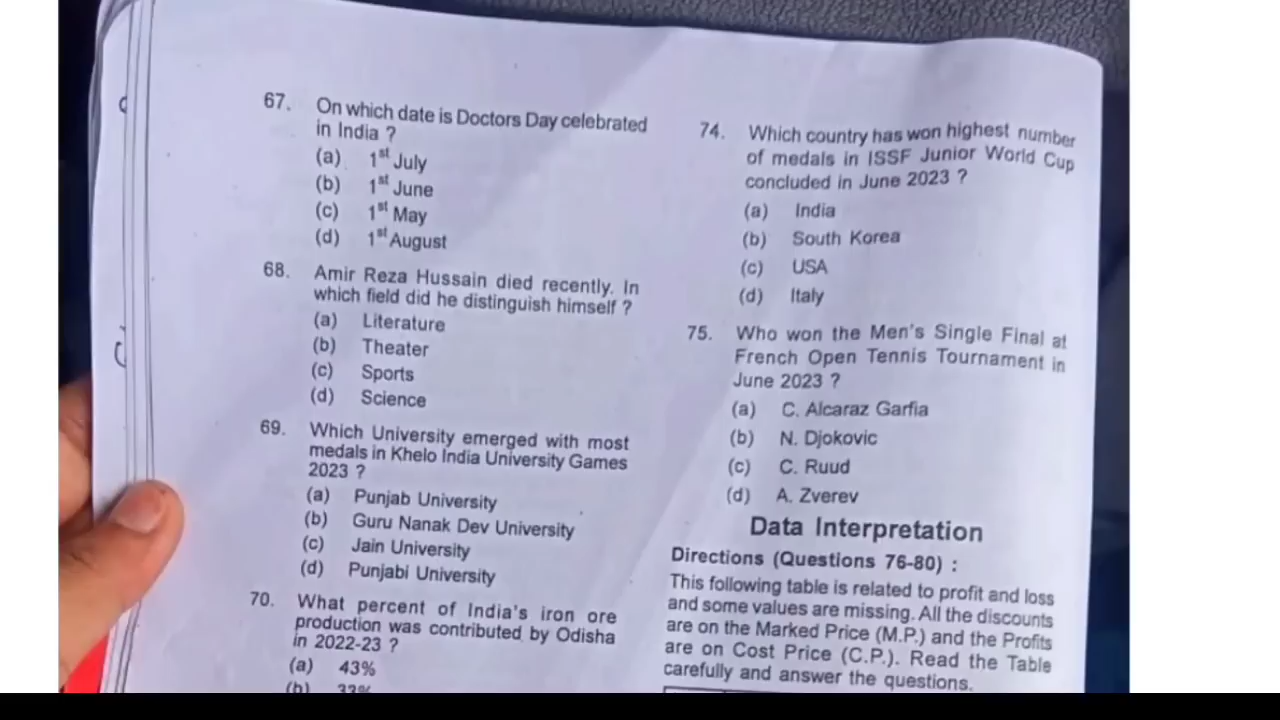 67. On which date is Doctors Day celebrated
in India ?
(a) 1st July
(b) 1st June
(c) 1st May
(d) 1st August
68. Amir Reza Hussain died recently. In
which field did he distinguish himself ?
(a) Literature
(b) Theater
(c) Sports
(d) Science
69. Which University emerged with most
medals in Khelo India University Games
2023 ?
(a) Punjab University
(b) Guru Nanak Dev University
(c) Jain University
(d) Punjabi University
70. What percent of India's iron ore
production was contributed by Odisha
in 2022-23 ?
(a) 43%
(b) 33%
74. Which country has won highest number
of medals in ISSF Junior World Cup
concluded in June 2023 ?
(a) India
(b) South Korea
(c) USA
(d) Italy
75. Who won the Men's Single Final at
French Open Tennis Tournament in
June 2023 ?
(a) C. Alcaraz Garfia
(b) N. Djokovic
(c) C. Ruud
(d) A. Zverev
Data Interpretation
Directions (Questions 76-80) :
This following table is related to profit and loss
and some values are missing. All the discounts
are on the Marked Price (M.P.) and the Profits
are on Cost Price (C.P.). Read the Table
carefully and answer the questions.